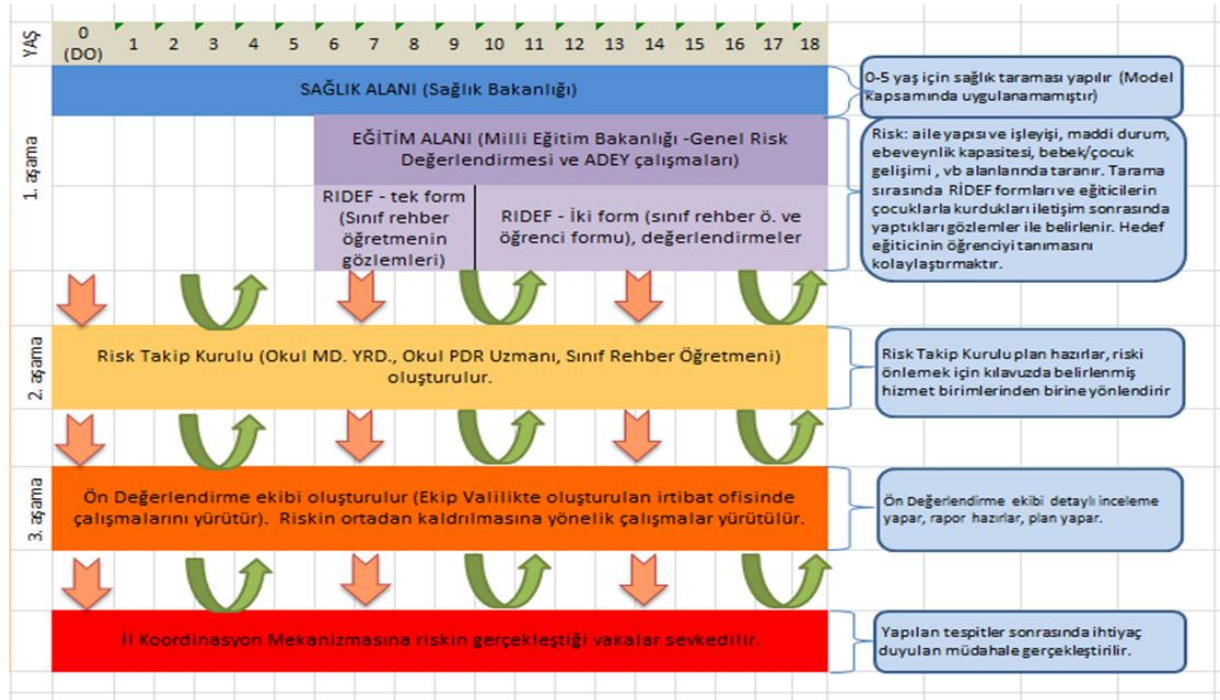 YAŞ
0
(DO)
1 2 3 4 5 6 7 8 9 10 11 12 13 14 15 16 17 18
1. aşama
SAĞLIK ALANI (Sağlık Bakanlığı)
0-5 yaş için sağlık taraması yapılır (Model
kapsamında uygulanamamıştır)
EĞİTİM ALANI (Milli Eğitim Bakanlığı -Genel Risk
Değerlendirmesi ve ADEY çalışmaları)
RIDEF - tek form
(Sınıf rehber
öğretmenin
gözlemleri)
RIDEF - İki form (sınıf rehber ö. ve
öğrenci formu), değerlendirmeler
Risk: aile yapısı ve işleyişi, maddi durum,
ebeveynlik kapasitesi, bebek/çocuk
gelişimi , vb alanlarında taranır. Tarama
sırasında RİDEF formları ve eğiticilerin
çocuklarla kurdukları iletişim sonrasında
yaptıkları gözlemler ile belirlenir. Hedef
eğiticinin öğrenciyi tanımasını
kolaylaştırmaktır.
2. aşama
Risk Takip Kurulu (Okul MD. YRD., Okul PDR Uzmanı, Sınıf Rehber Öğretmeni)
oluşturulur.
Risk Takip Kurulu plan hazırlar, riski
önlemek için kılavuzda belirlenmiş
hizmet birimlerinden birine yönlendirir
3. aşama
Ön Değerlendirme ekibi oluşturulur (Ekip Valilikte oluşturulan irtibat ofisinde
çalışmalarını yürütür). Riskin ortadan kaldrılmasına yönelik çalışmalar yürütülür.
Ön Değerlendirme ekibi detaylı inceleme
yapar, rapor hazırlar, plan yapar.
İl Koordinasyon Mekanizmasına riskin gerçekleştiği vakalar sevkedilir.
Yapılan tespitler sonrasında ihtiyaç
duyulan müdahale gerçekleştirilir.